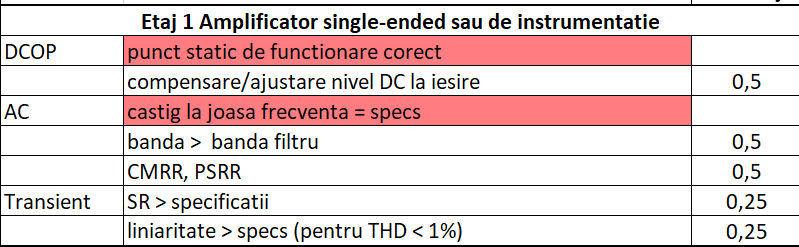 Etaj 1 Amplificator single-ended sau de instrumentatie
DCOP punct static de functionare corect
compensare/ajustare nivel DC la iesire 0,5
AC castig la joasa frecventa = specs
banda > banda filtru 0,5
CMRR, PSRR 0,5
Transient SR > specificatii 0,25
liniaritate > specs (pentru THD < 1%) 0,25